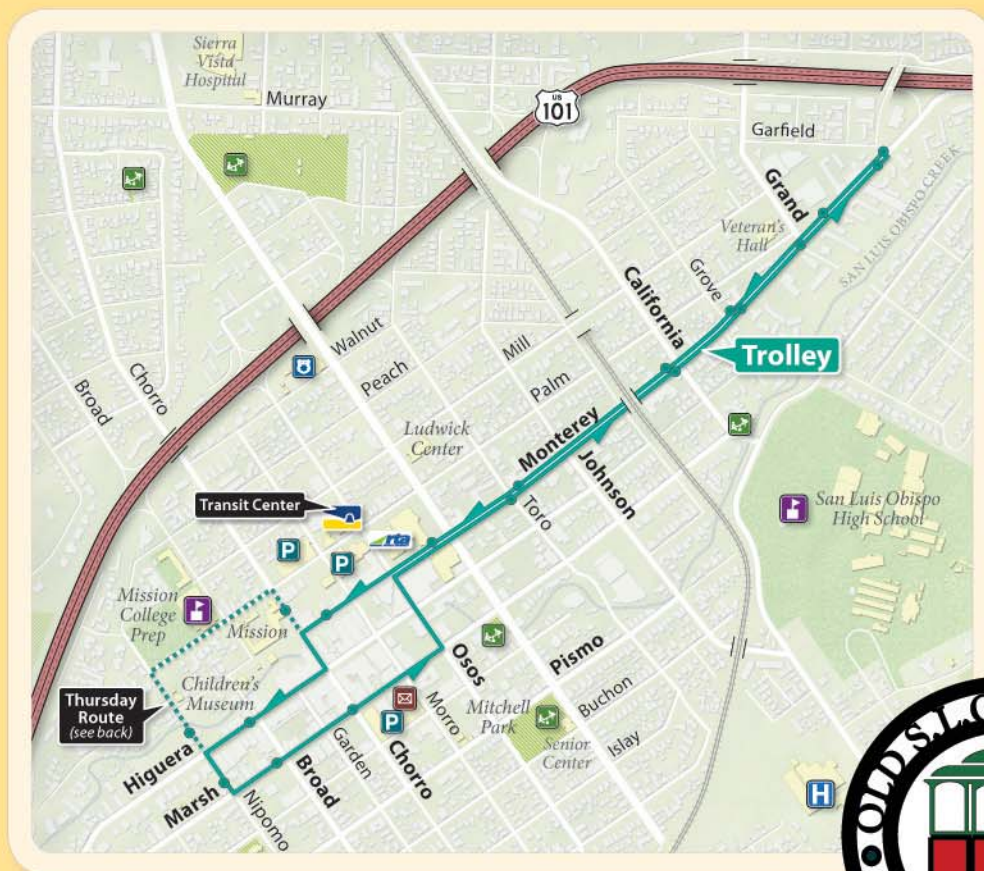 Sierra
Vista
Hospital
Murray
US
101
Garfield
Grand
Veteran's
Hall
SAN LUIS OBISPO CREEK
California
Grove
Trolley
Walnut
Peach
Mill
Palm
Broad
Chorro
Ludwick
Center
Monterey
Johnson
Toro
San Luis Obispo
High School
Transit Center
rta
P
P
Mission
College
Prep
Mission
Children's
Museum
Thursday
Route
(see back)
Osos
Pismo
Buchon
Morro
Mitchell
Park
Senior
Center
Islay
P
Higuera
Marsh
Nipomo
Broad
Garden
Chorro
H
OLD S.L.O.